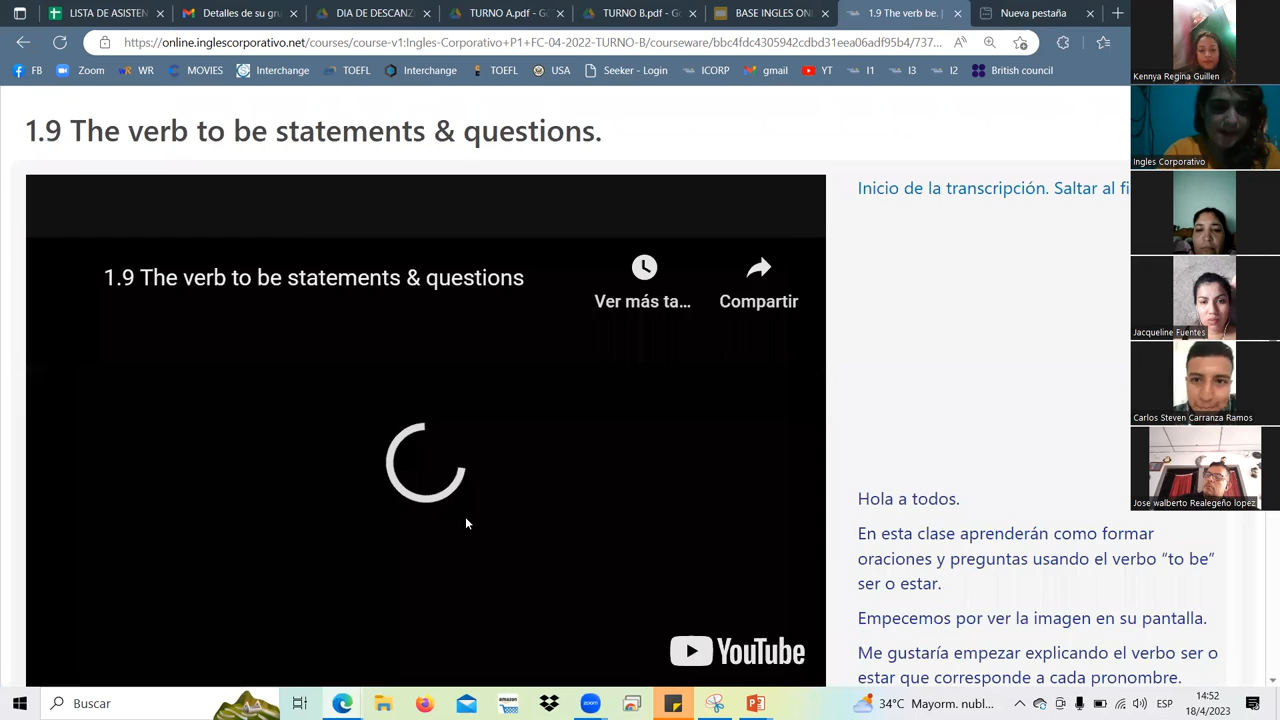 LISTA DE ASISTEN
Detalles de su gru
DIA DE DESCANZ
TURNO A.pdf - GO
TURNO B.pdf - Go
BASE INGLES ONL
1.9 The verb to be. |
Nueva pestaña
https://online.inglescorporativo.net/courses/course-v1:Ingles-Corporativo+P1+FC-04-2022-TURNO-B/courseware/bbc4fdc4305942cdbd31eea06adf95b4/737...
FB
Zoom
WR
MOVIES
Interchange
TOEFL
Interchange
TOEFL
USA
Seeker - Login
ICORP
gmail
YT
I1
I3
I2
British council
1.9 The verb to be statements & questions.
1.9 The verb to be statements & questions
Ver más ta...
Compartir
YouTube
Inicio de la transcripción. Saltar al fi
Hola a todos.
En esta clase aprenderán como formar
oraciones y preguntas usando el verbo “to be”
ser o estar.
Empecemos por ver la imagen en su pantalla.
Me gustaría empezar explicando el verbo ser o
estar que corresponde a cada pronombre.
Kennya Regina Guillen
Ingles Corporativo
Jacqueline Fuentes
Carlos Steven Carranza Ramos
Jose walberto Realegeño lopez
Buscar
34°C Mayorm. nubl...
ESP
14:52
18/4/2023